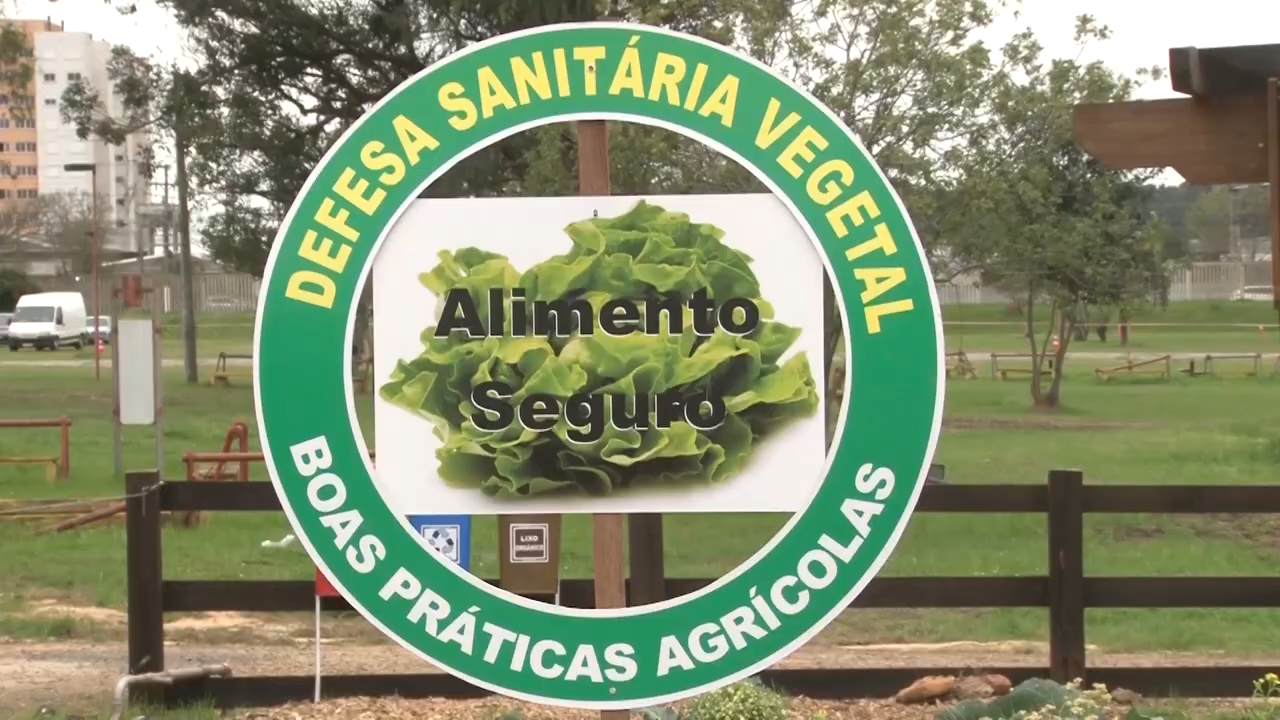 DEFESA SANITÁRIA VEGETAL
Alimento
Seguro
BOAS PRÁTICAS AGRÍCOLAS
LIXO
ORGÂNICO